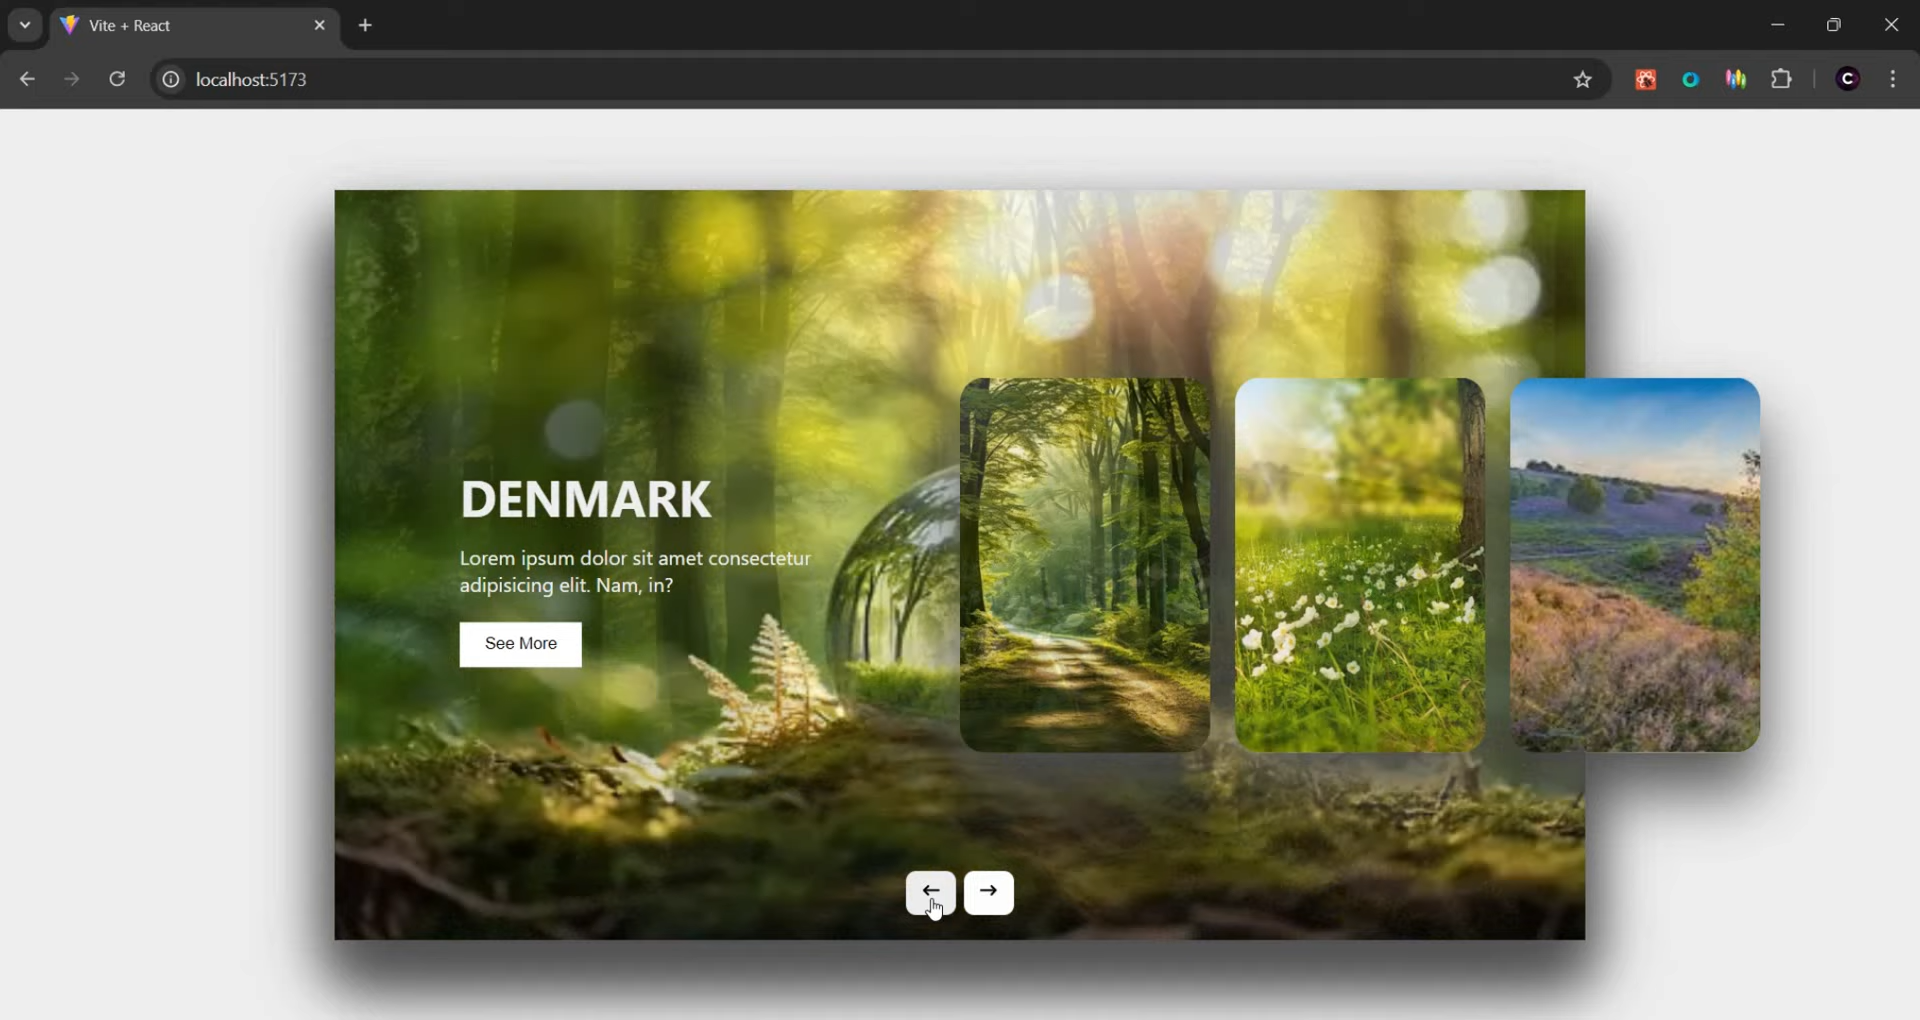 Vite + React
localhost:5173
C
DENMARK
Lorem ipsum dolor sit amet consectetur
adipisicing elit. Nam, in?
See More